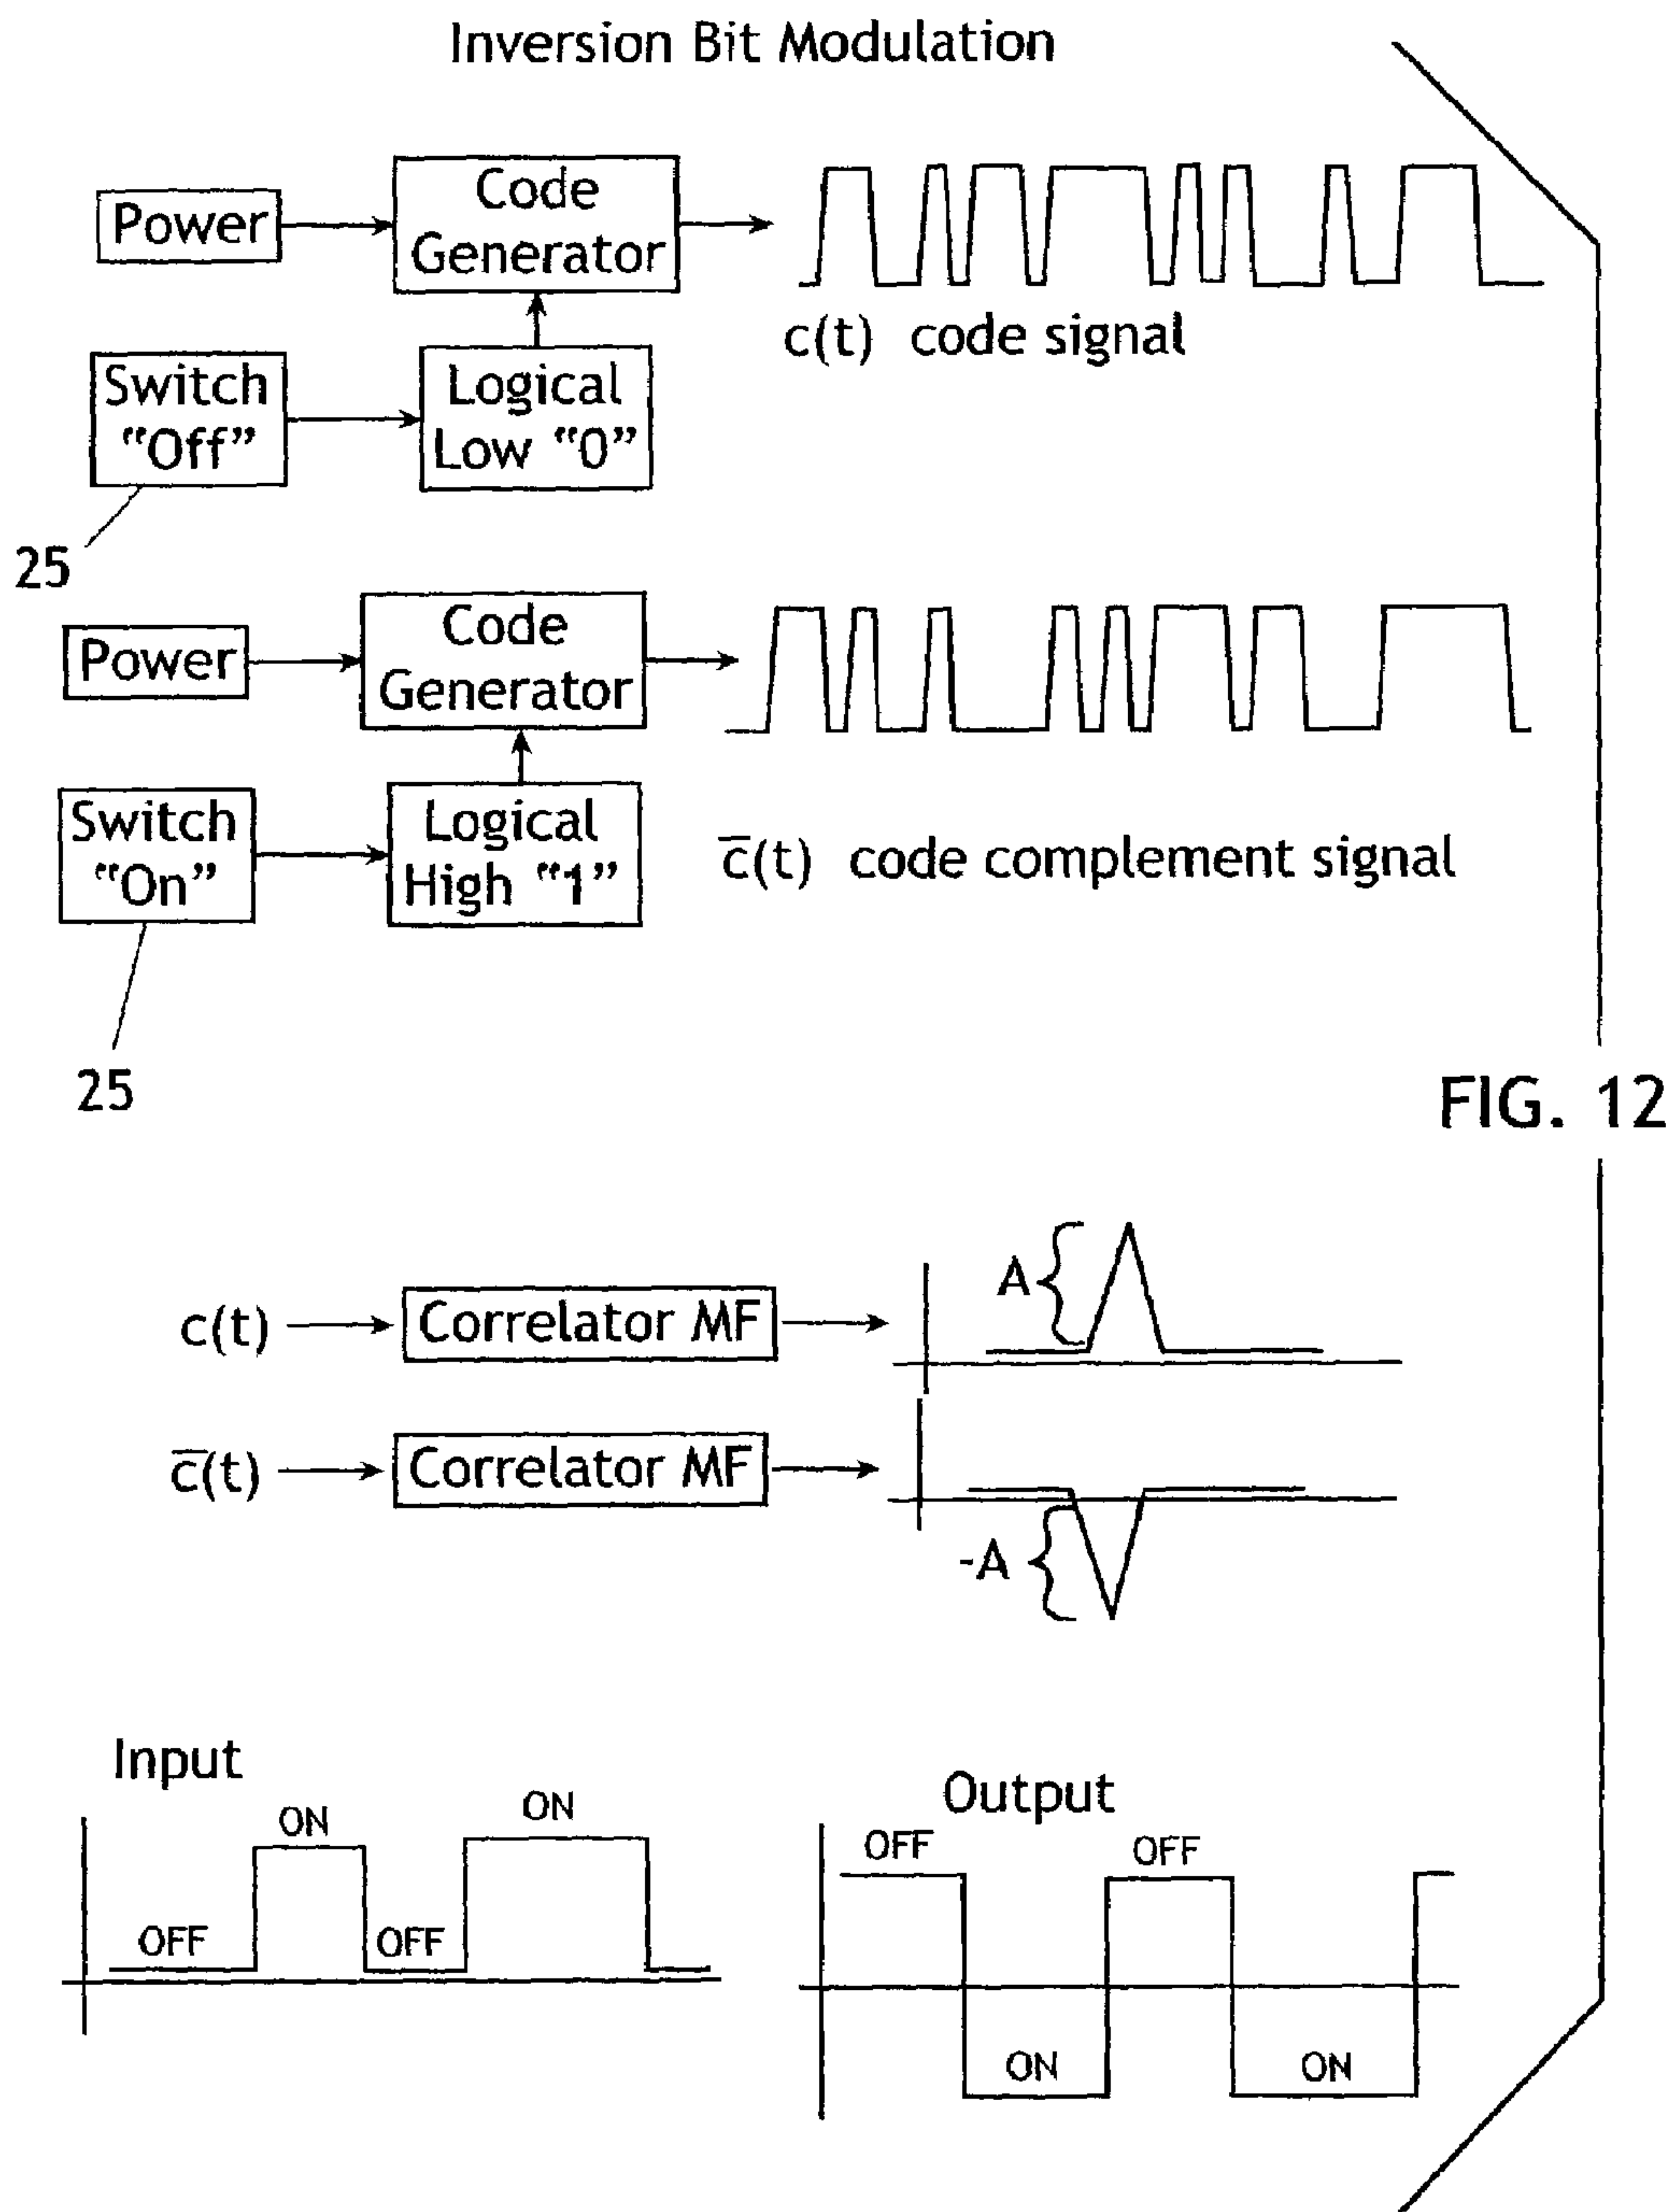 Inversion Bit Modulation
Power
Code
Generator
c(t) code signal
Switch
“Off”
Logical
Low “0”
25
Power
Code
Generator
Switch
“On”
Logical
High “1”
c̅(t) code complement signal
25
FIG. 12
c(t)
Correlator MF
A
c̅(t)
Correlator MF
-A
Input
ON
ON
OFF
OFF
Output
OFF
OFF
ON
ON